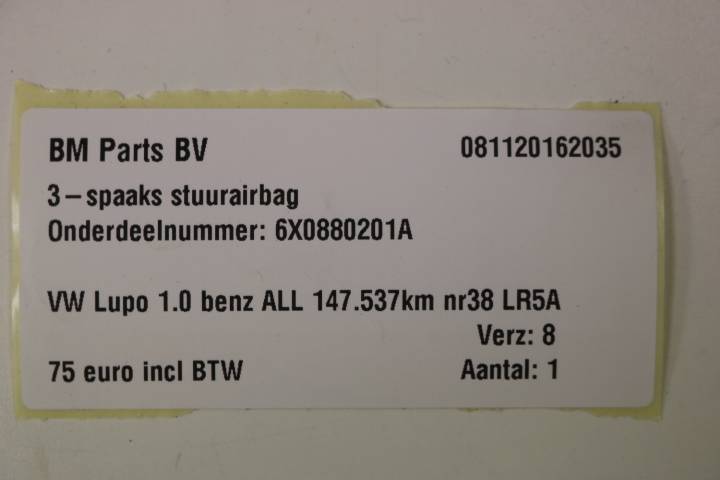 BM Parts BV 081120162035
3-spaaks stuurairbag
Onderdeelnummer: 6X0880201A
VW Lupo 1.0 benz ALL 147.537km nr38 LR5A
Verz: 8
75 euro incl BTW Aantal: 1